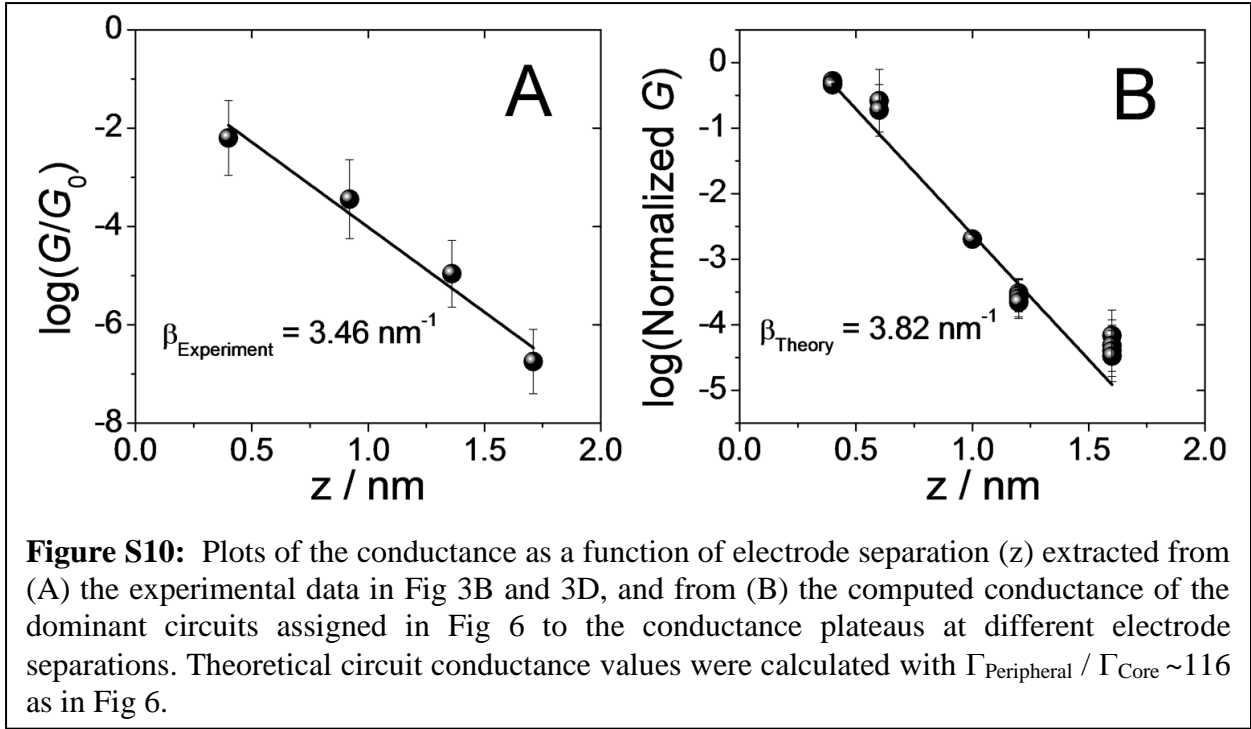 A
log(G/G0)
0
-2
-4
-6
-8
βExperiment = 3.46 nm-1
0.0 0.5 1.0 1.5 2.0
z / nm
B
log(Normalized G)
0
-1
-2
-3
-4
-5
βTheory = 3.82 nm-1
0.0 0.5 1.0 1.5 2.0
z / nm
Figure S10: Plots of the conductance as a function of electrode separation (z) extracted from
(A) the experimental data in Fig 3B and 3D, and from (B) the computed conductance of the
dominant circuits assigned in Fig 6 to the conductance plateaus at different electrode
separations. Theoretical circuit conductance values were calculated with ΓPeripheral / ΓCore ~116
as in Fig 6.